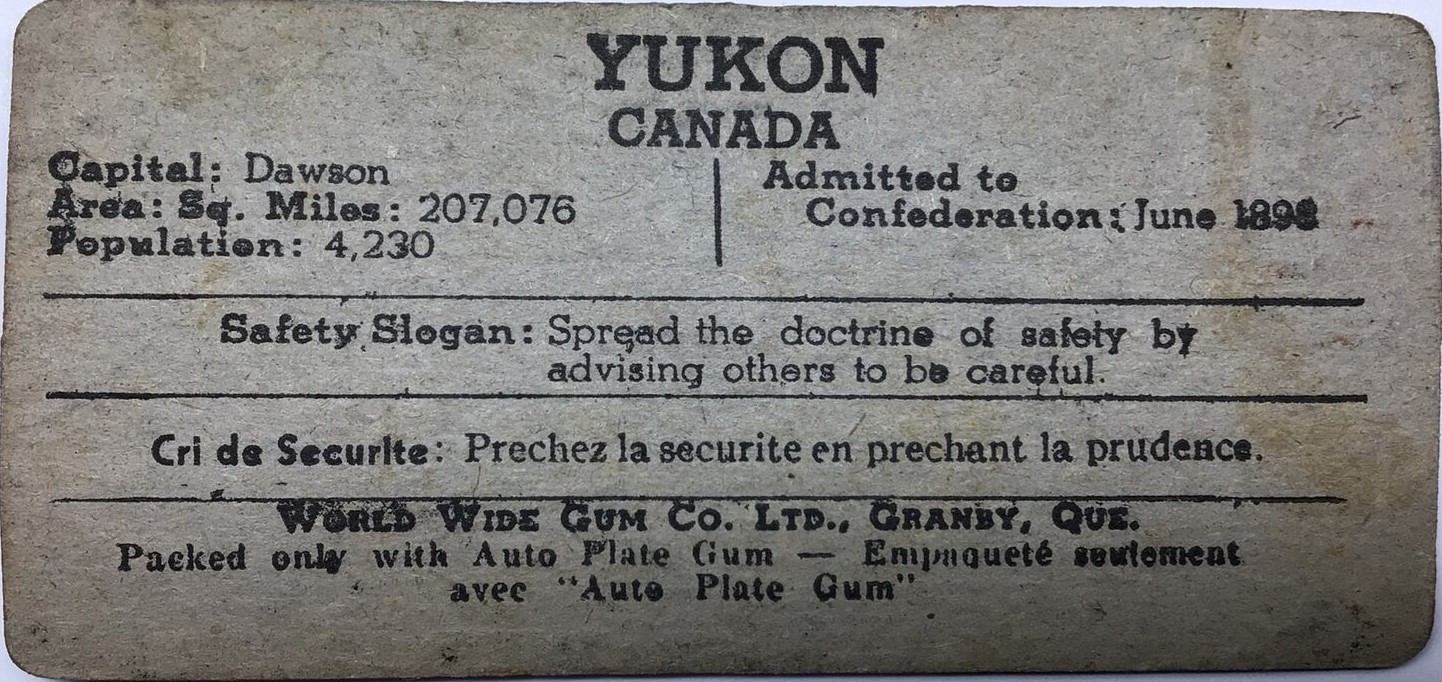 YUKON
CANADA
Capital: Dawson
Area: Sq. Miles: 207,076
Population: 4,230
Admitted to
Confederation: June 1898
Safety Slogan: Spread the doctrine of safety by
advising others to be careful.
Cri de Securite: Prechez la securite en prechant la prudence.
WORLD WIDE GUM CO. LTD., GRANBY, QUE.
Packed only with Auto Plate Gum — Empaqueté seulement
avec "Auto Plate Gum"